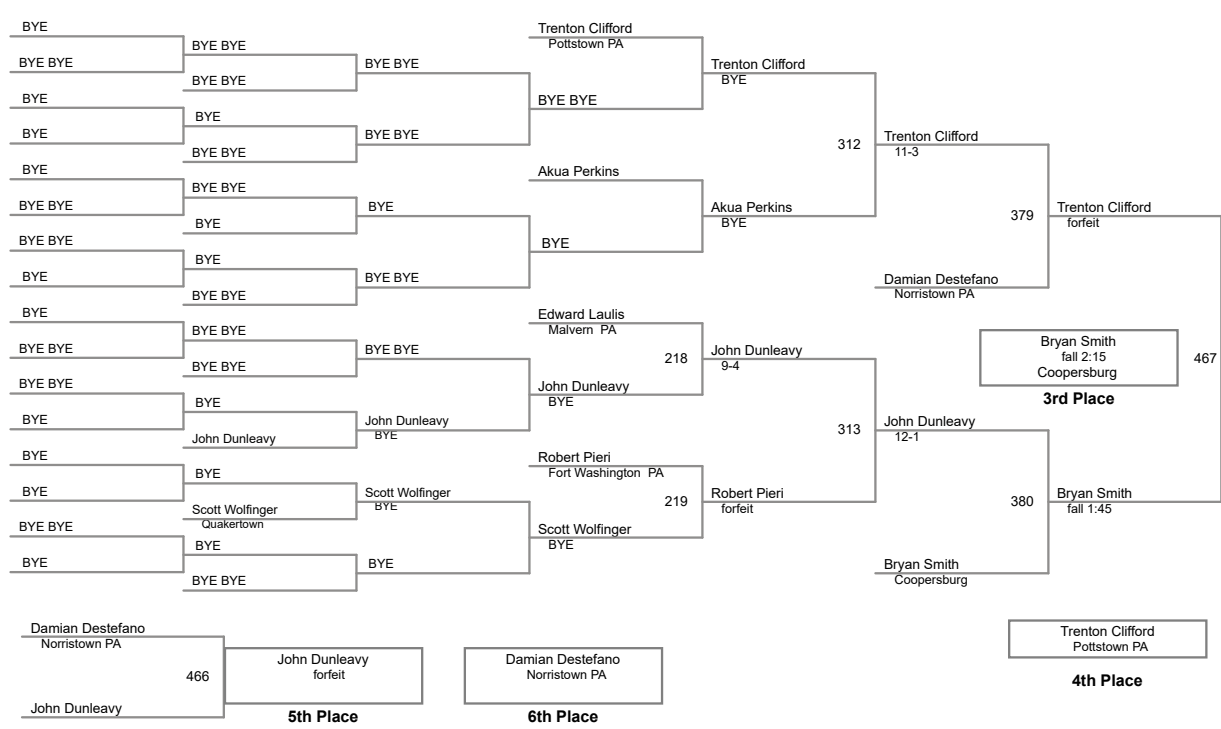 BYE
BYE BYE
BYE
BYE
BYE
BYE BYE
BYE BYE
BYE
BYE
BYE BYE
BYE BYE
BYE
BYE
BYE
BYE BYE
BYE
BYE BYE
BYE BYE
BYE
BYE BYE
BYE BYE
BYE
BYE
BYE BYE
BYE BYE
BYE BYE
BYE
John Dunleavy
BYE
Scott Wolfinger
Quakertown
BYE
BYE BYE
BYE BYE
BYE BYE
BYE
BYE BYE
BYE BYE
John Dunleavy
BYE
Scott Wolfinger
BYE
BYE
Trenton Clifford
Pottstown PA
BYE BYE
Akua Perkins
BYE
Edward Laulis
Malvern PA
218
John Dunleavy
BYE
Robert Pieri
Fort Washington PA
219
Scott Wolfinger
BYE
Trenton Clifford
BYE
312
Akua Perkins
BYE
John Dunleavy
9-4
313
Robert Pieri
forfeit
Trenton Clifford
11-3
379
Damian Destefano
Norristown PA
John Dunleavy
12-1
380
Bryan Smith
Coopersburg
Trenton Clifford
forfeit
467
Bryan Smith
fall 1:45
Bryan Smith
fall 2:15
Coopersburg
3rd Place
Trenton Clifford
Pottstown PA
4th Place
Damian Destefano
Norristown PA
466
John Dunleavy
John Dunleavy
forfeit
5th Place
Damian Destefano
Norristown PA
6th Place